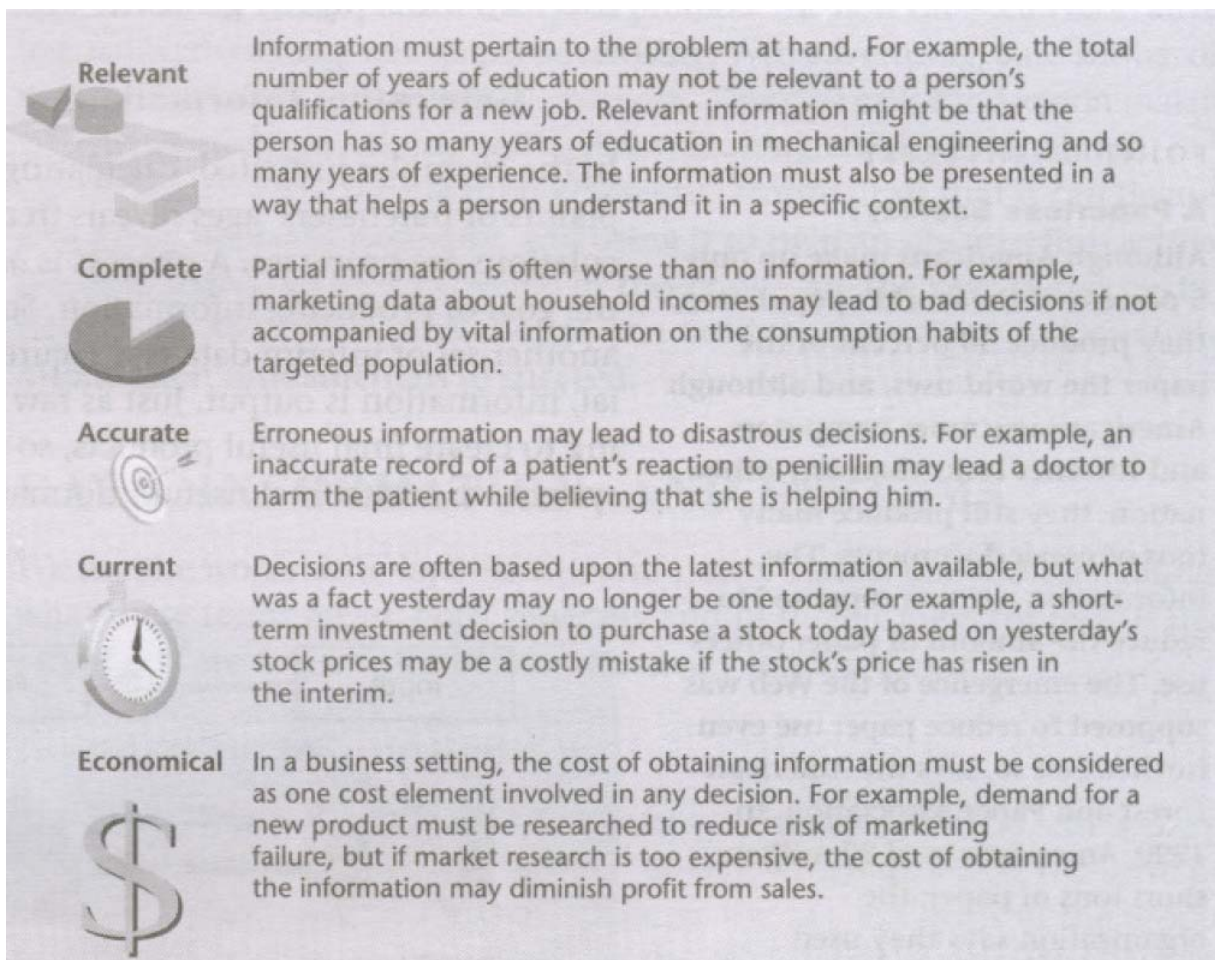 Relevant
Information must pertain to the problem at hand. For example, the total
number of years of education may not be relevant to a person's
qualifications for a new job. Relevant information might be that the
person has so many years of education in mechanical engineering and so
many years of experience. The information must also be presented in a
way that helps a person understand it in a specific context.
Complete
Partial information is often worse than no information. For example,
marketing data about household incomes may lead to bad decisions if not
accompanied by vital information on the consumption habits of the
targeted population.
Accurate
Erroneous information may lead to disastrous decisions. For example, an
inaccurate record of a patient's reaction to penicillin may lead a doctor to
harm the patient while believing that she is helping him.
Current
Decisions are often based upon the latest information available, but what
was a fact yesterday may no longer be one today. For example, a short-
term investment decision to purchase a stock today based on yesterday's
stock prices may be a costly mistake if the stock's price has risen in
the interim.
Economical
In a business setting, the cost of obtaining information must be considered
as one cost element involved in any decision. For example, demand for a
new product must be researched to reduce risk of marketing
failure, but if market research is too expensive, the cost of obtaining
the information may diminish profit from sales.
$